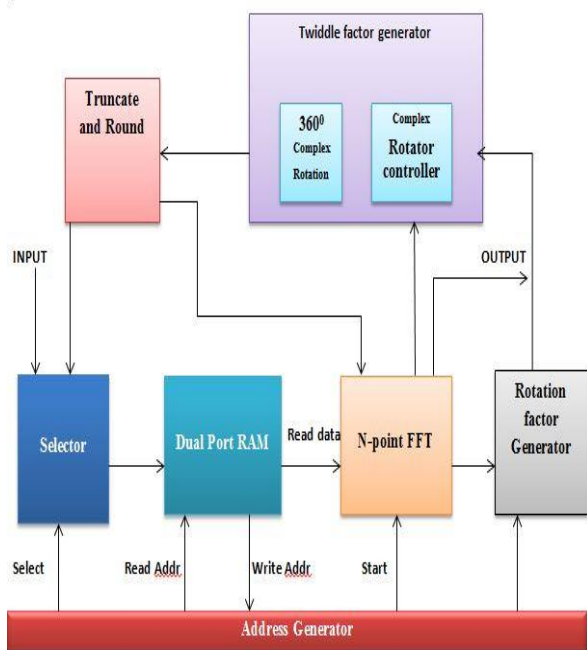 Twiddle factor generator
Truncate
and Round
360⁰
Complex
Rotation
Complex
Rotator
controller
INPUT
OUTPUT
Selector
Dual Port RAM
Read data
N-point FFT
Rotation
factor
Generator
Select
Read Addr
Write Addr
Start
Address Generator